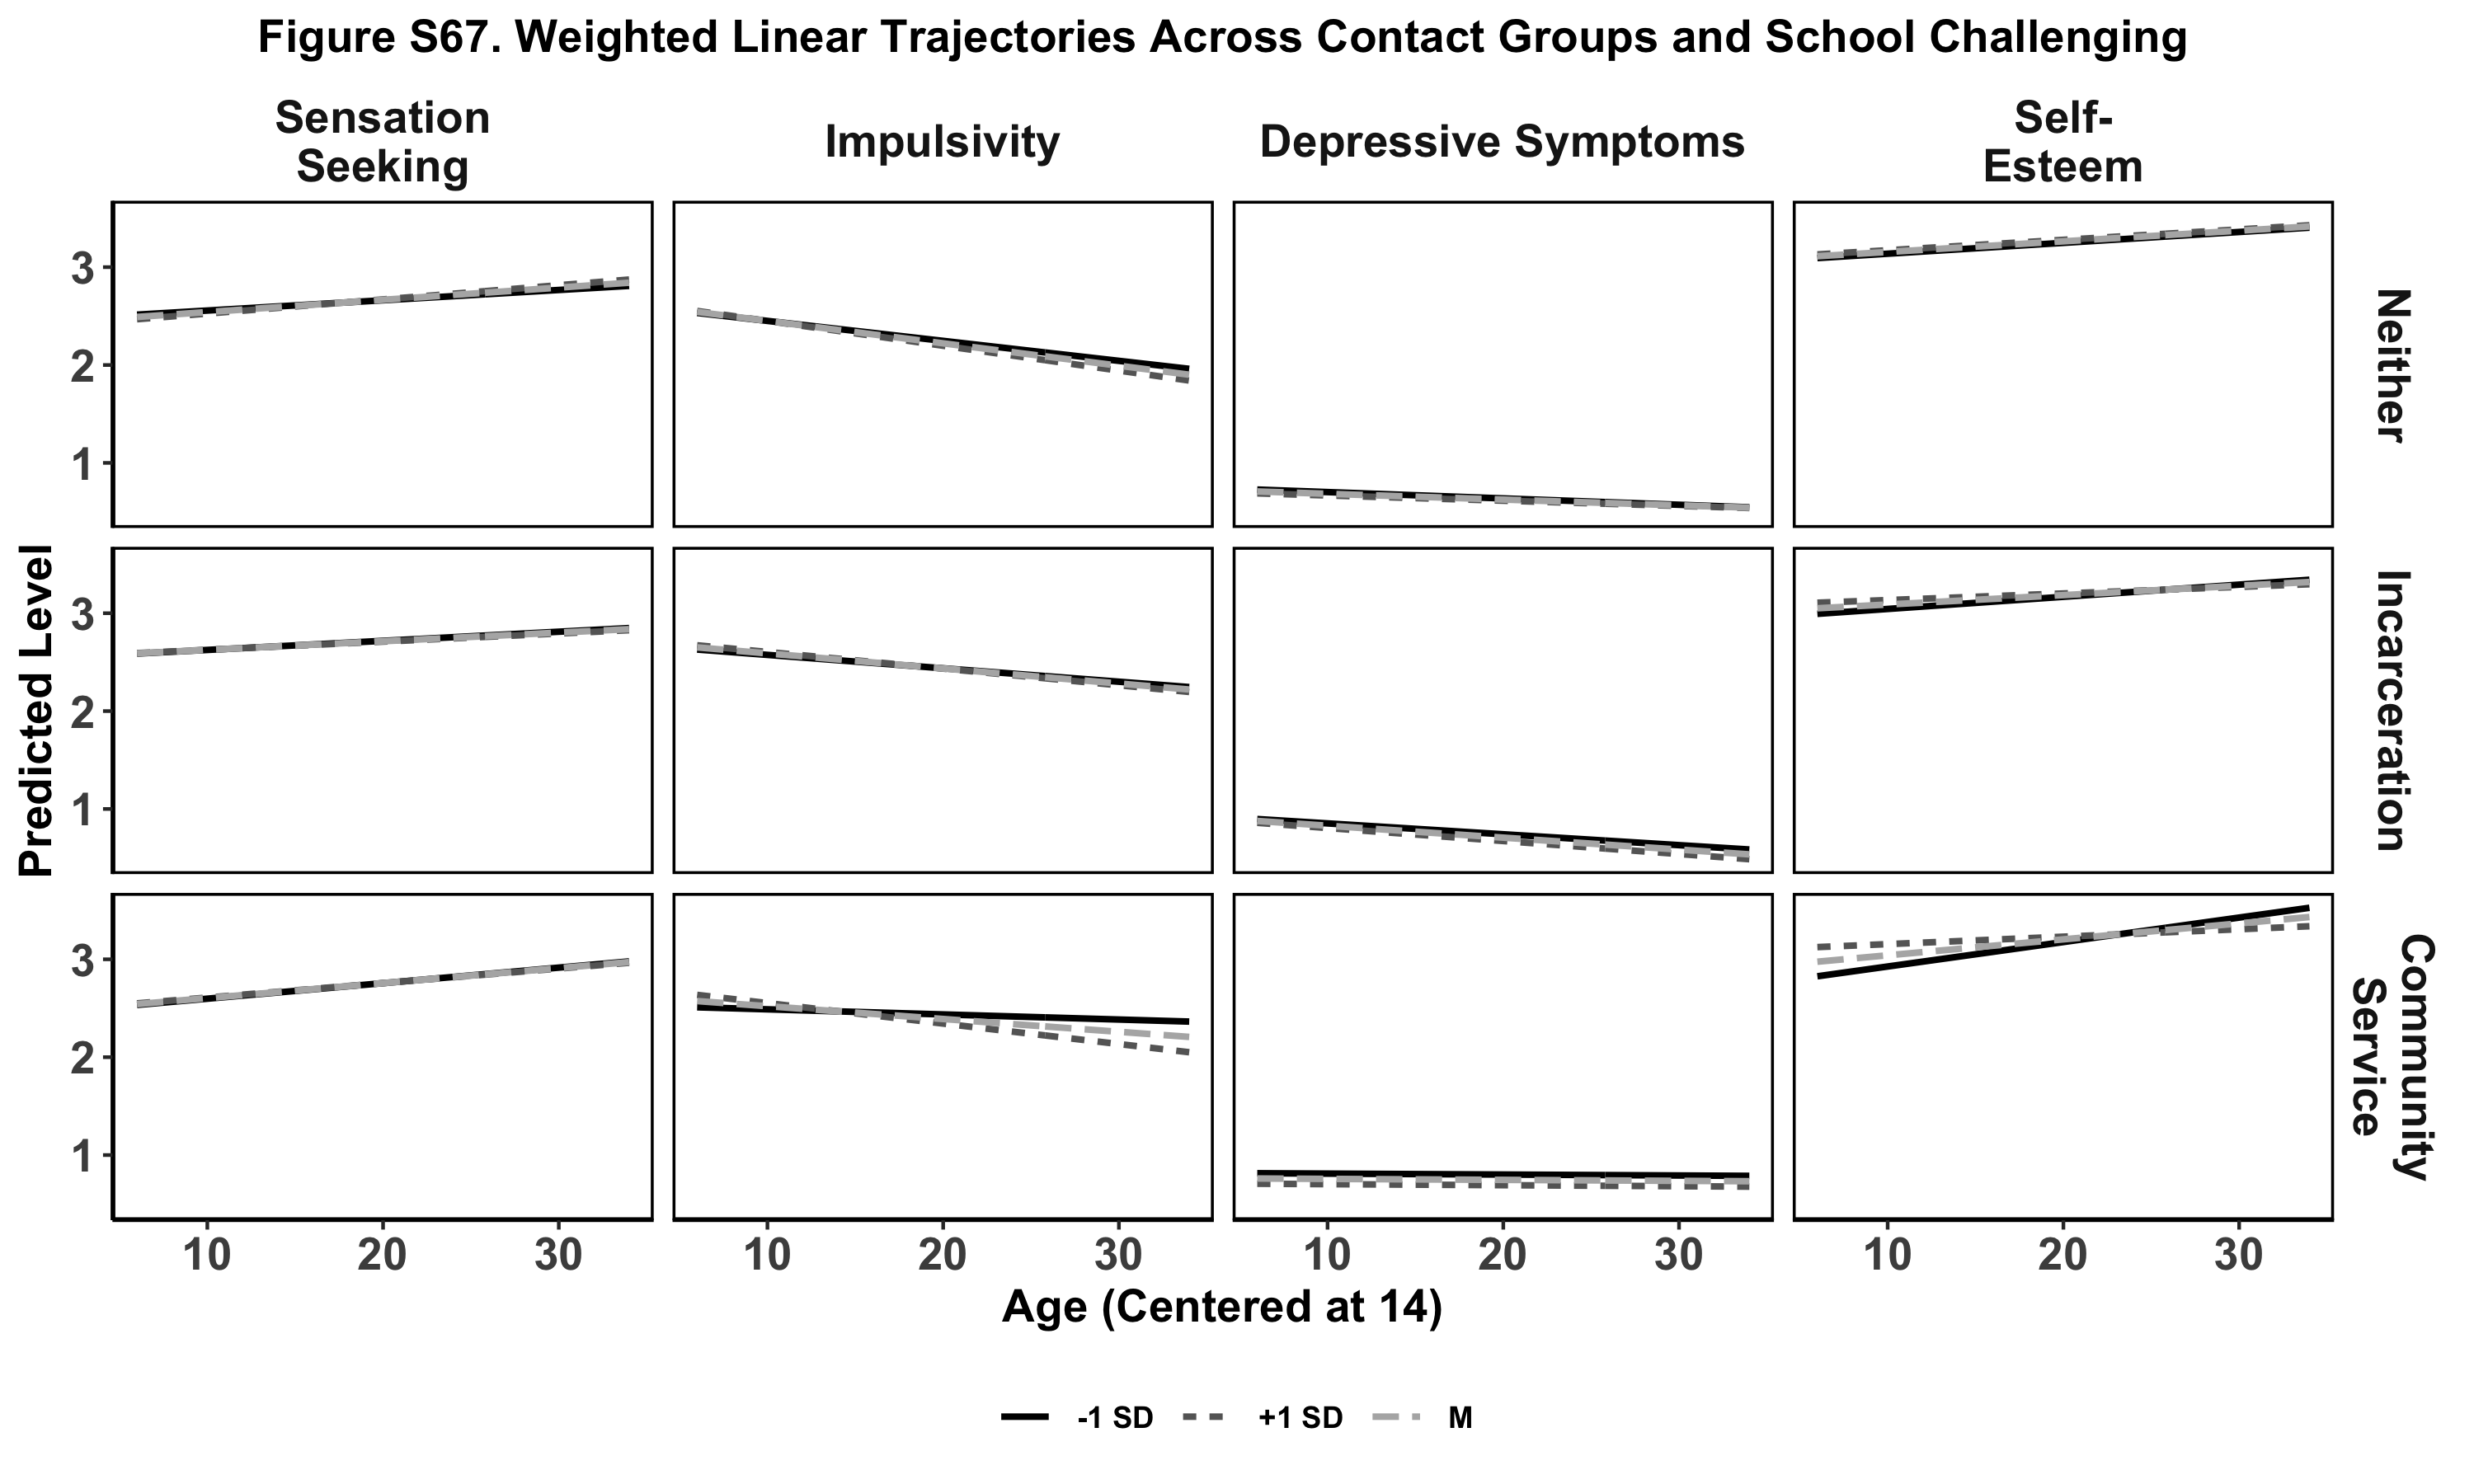 Figure S67. Weighted Linear Trajectories Across Contact Groups and School Challenging
Sensation
Seeking
Impulsivity
Depressive Symptoms
Self-
Esteem
Predicted Level
3
2
1
Neither
3
2
1
Incarceration
3
2
1
Community
Service
10
20
30
10
20
30
10
20
30
10
20
30
Age (Centered at 14)
-1 SD
+1 SD
M